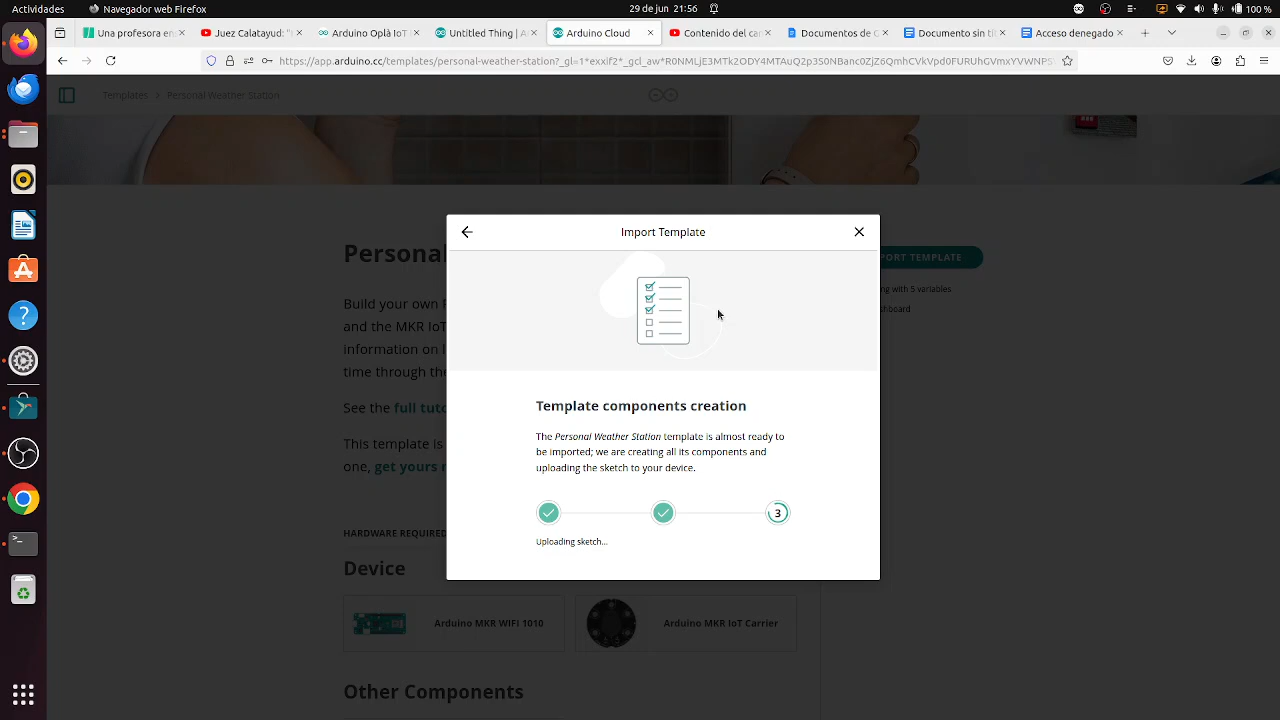 Actividades
Navegador web Firefox
29 de jun 21:56
100 %
Una profesora en
Juez Calatayud: "
Arduino Oplà IoT
Untitled Thing | A
Arduino Cloud
Contenido del ca
Documentos de G
Documento sin tí
Acceso denegado
https://app.arduino.cc/templates/personal-weather-station?_gl=1*exxif2*_gcl_aw*
Templates > Personal Weather Station
Import Template
Personal
PORT TEMPLATE
ng with 5 variables
shboard
Build your own
and the MKR IoT
information on l
time through the
See the full tuto
This template is
one, get yours n
Template components creation
The Personal Weather Station template is almost ready to
be imported; we are creating all its components and
uploading the sketch to your device.
3
Uploading sketch...
HARDWARE REQUIRED
Device
Arduino MKR WIFI 1010
Arduino MKR IoT Carrier
Other Components